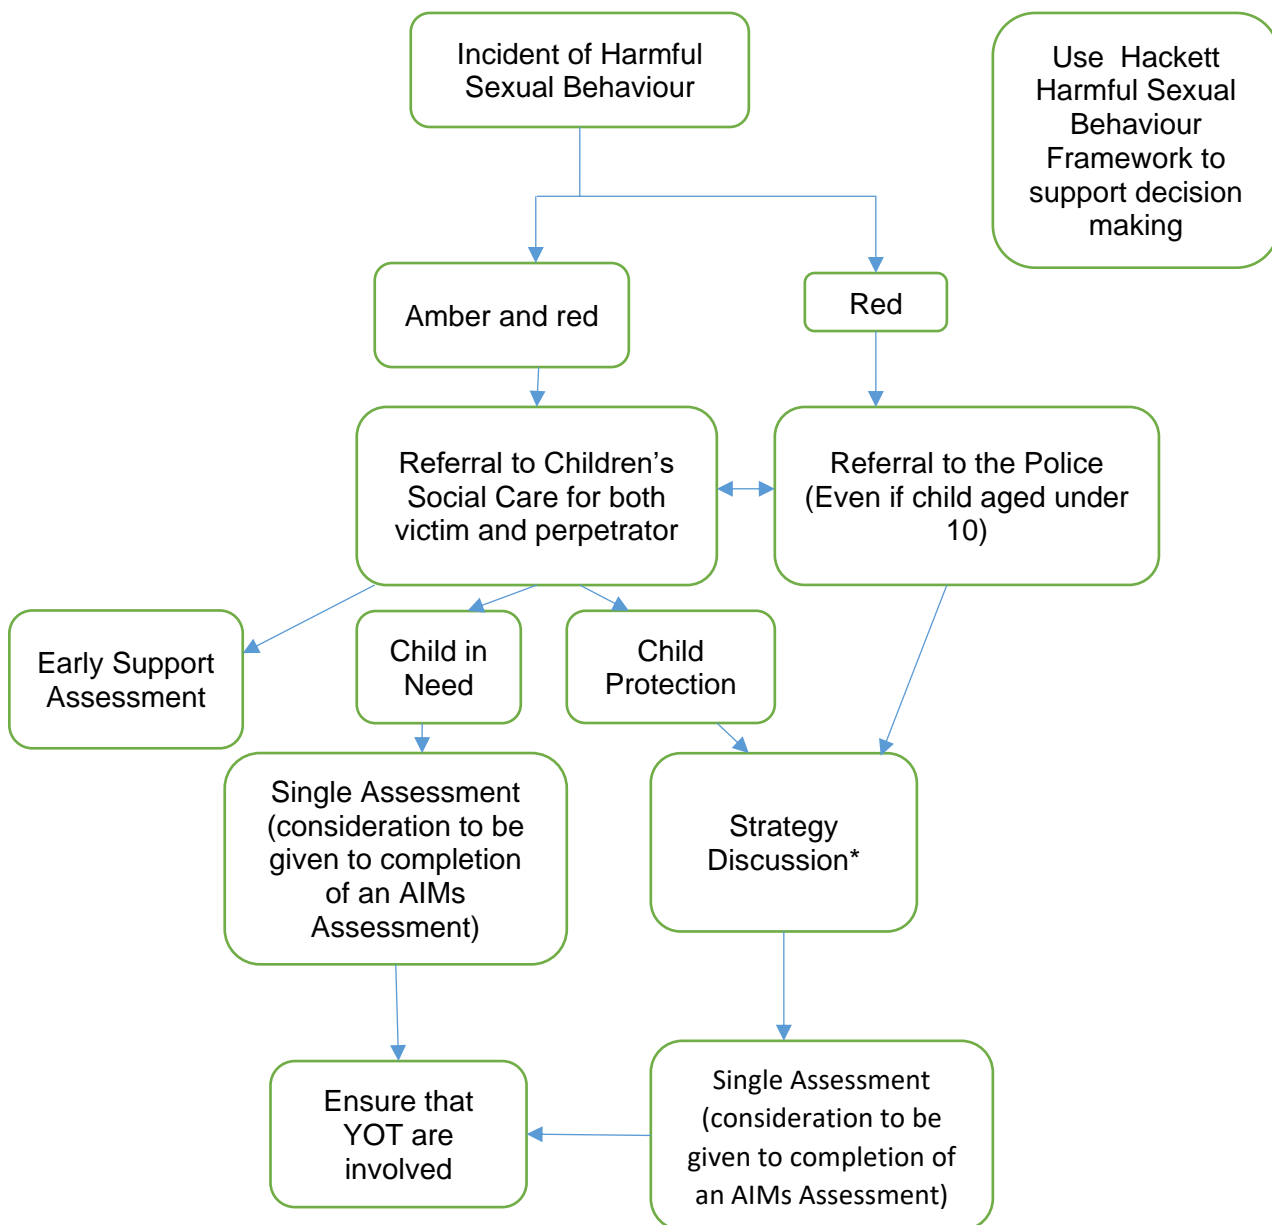 Incident of Harmful
Sexual Behaviour
Use Hackett
Harmful Sexual
Behaviour
Framework to
support decision
making
Amber and red
Red
Referral to Children’s
Social Care for both
victim and perpetrator
Referral to the Police
(Even if child aged under
10)
Early Support
Assessment
Child in
Need
Child
Protection
Single Assessment
(consideration to be
given to completion
of an AIMs
Assessment)
Strategy
Discussion*
Ensure that
YOT are
involved
Single Assessment
(consideration to be
given to completion of
an AIMs Assessment)